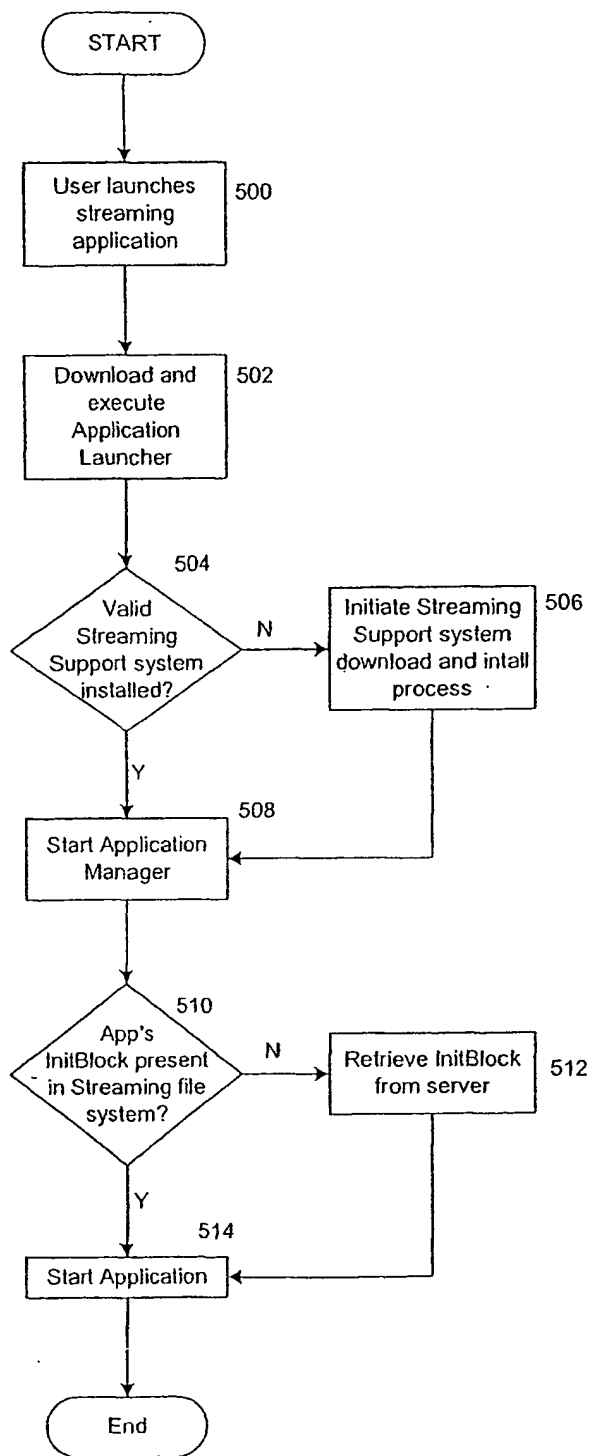 START
User launches
streaming
application
500
Download and
execute
Application
Launcher
502
504
Valid
Streaming
Support system
installed?
N
Initiate Streaming
Support system
download and intall
process
506
Y
508
Start Application
Manager
510
App's
InitBlock present
in Streaming file
system?
N
Retrieve InitBlock
from server
512
Y
514
Start Application
End